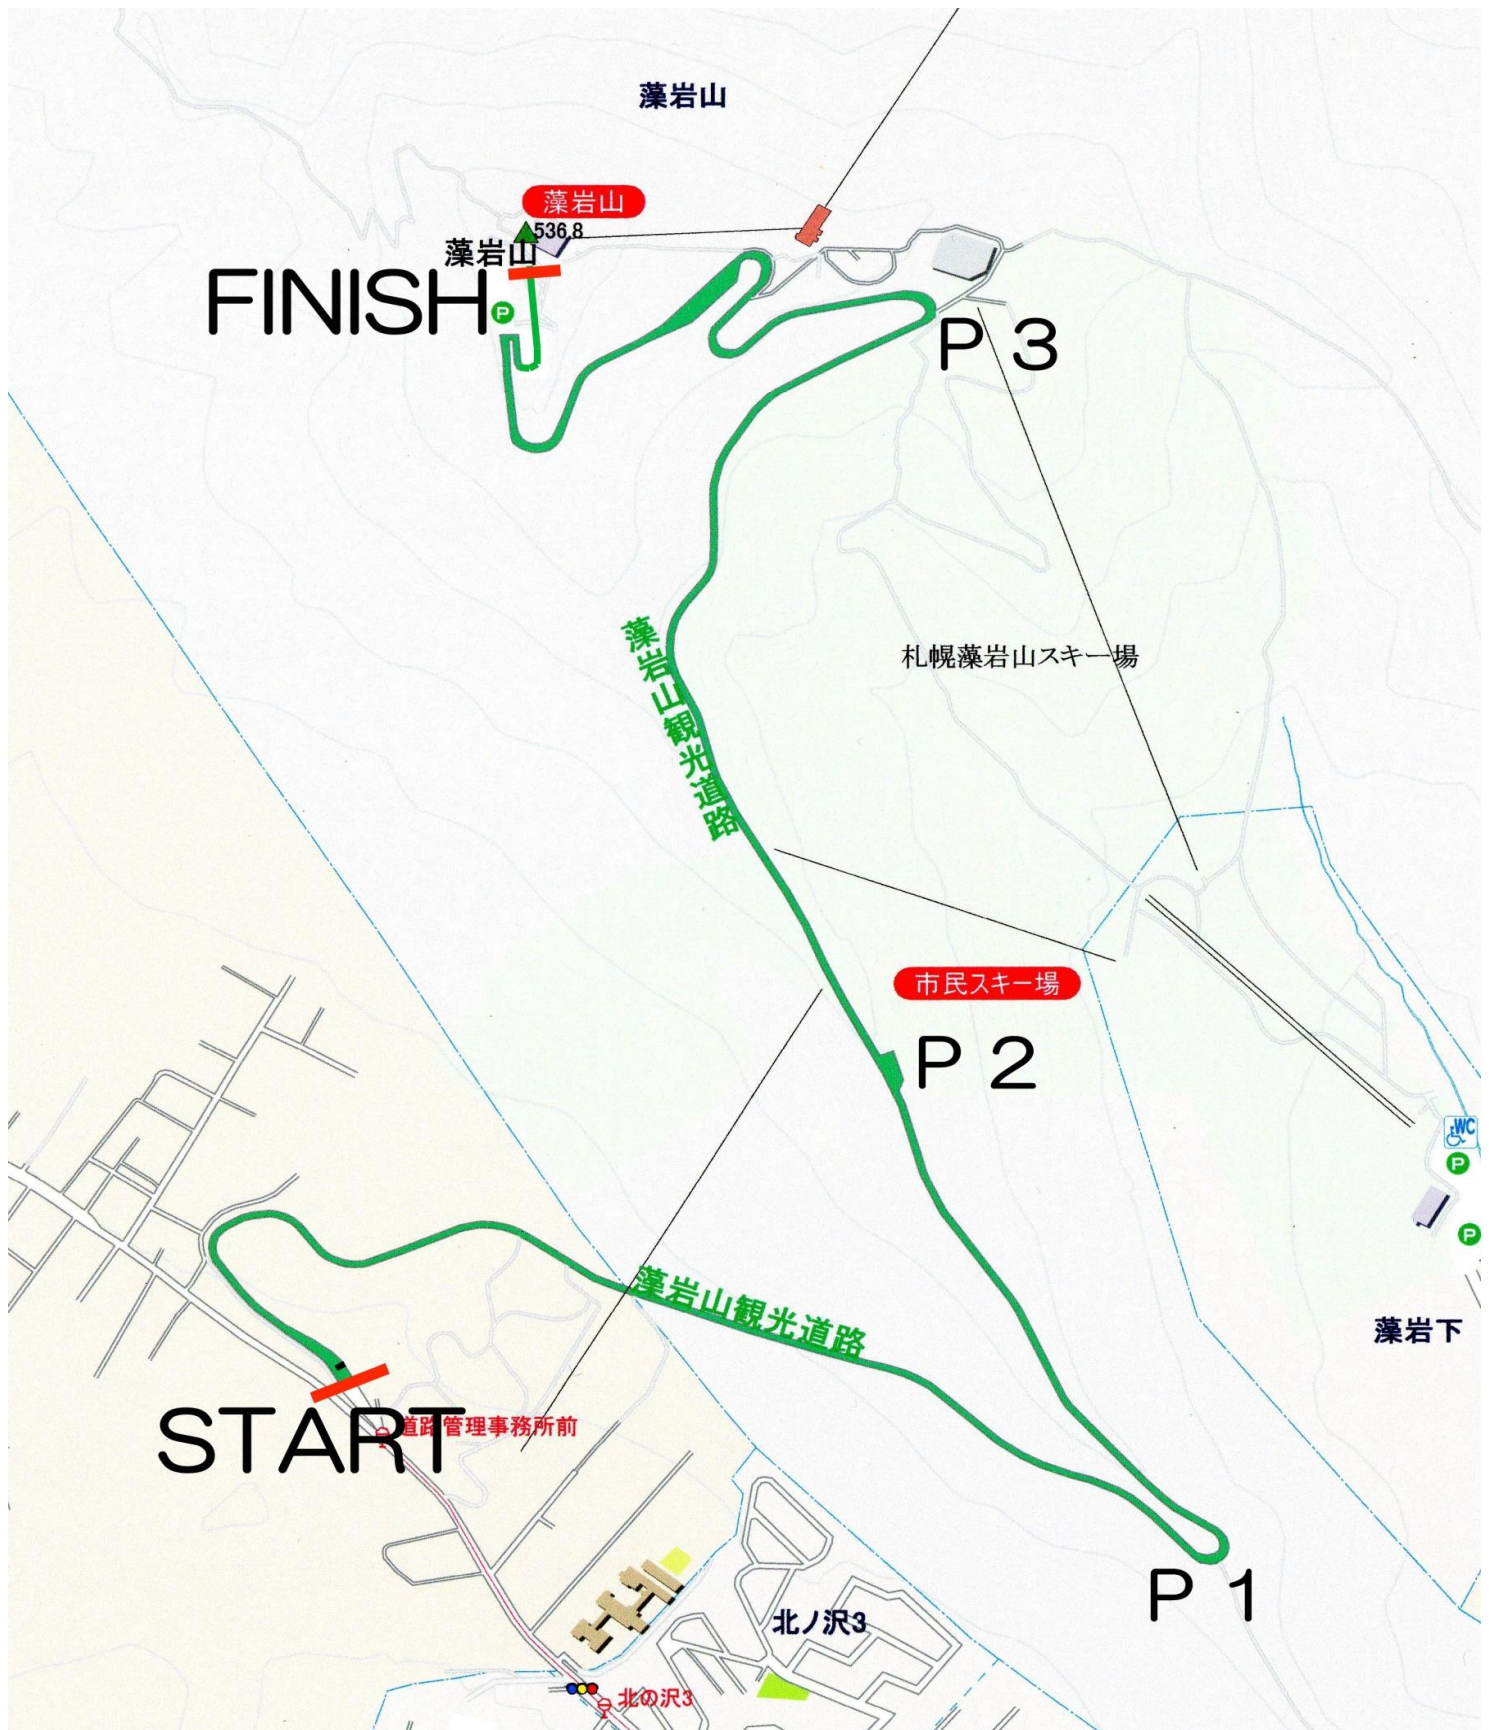 藻岩山
藻岩山
536.8
藻岩山
FINISH
P
P 3
藻岩山観光道路
札幌藻岩山スキー場
市民スキー場
P 2
WC
P
P
藻岩山観光道路
藻岩下
START
道路管理事務所前
P 1
北ノ沢3
北の沢3